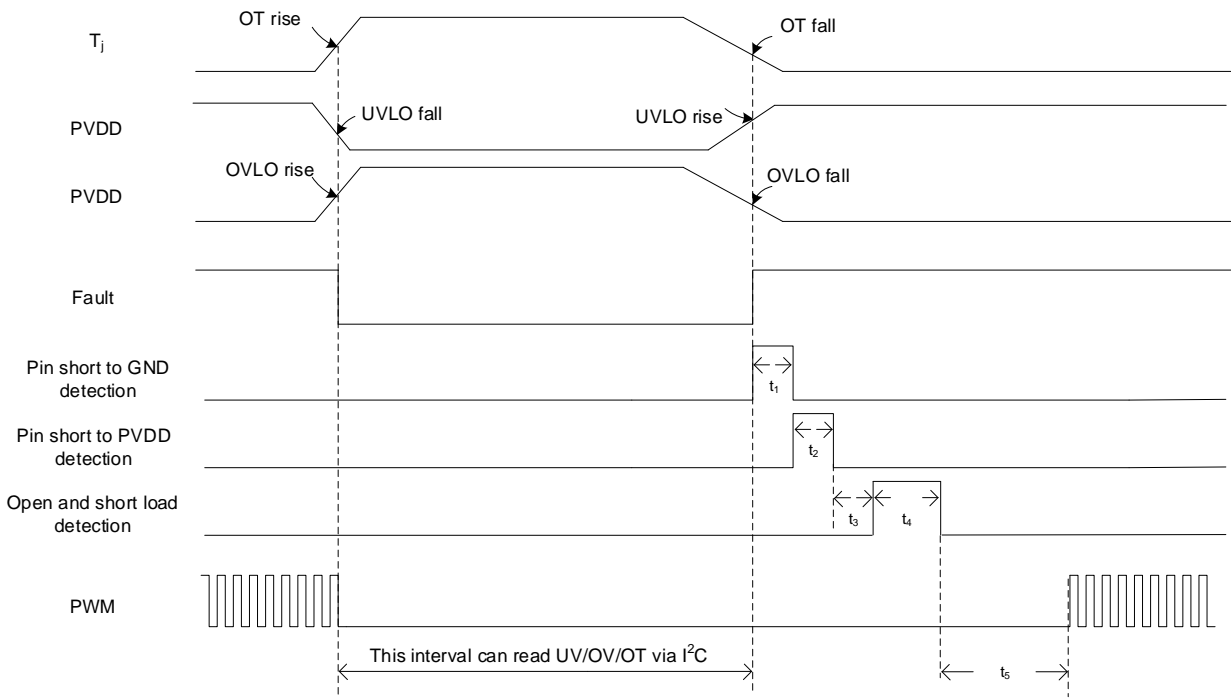 OT rise
T_j
OT fall
UVLO fall
UVLO rise
PVDD
OVLO rise
PVDD
OVLO fall
Fault
Pin short to GND
detection
t₁
Pin short to PVDD
detection
t₂
Open and short load
detection
t₃
t₄
PWM
This interval can read UV/OV/OT via I²C
t₅